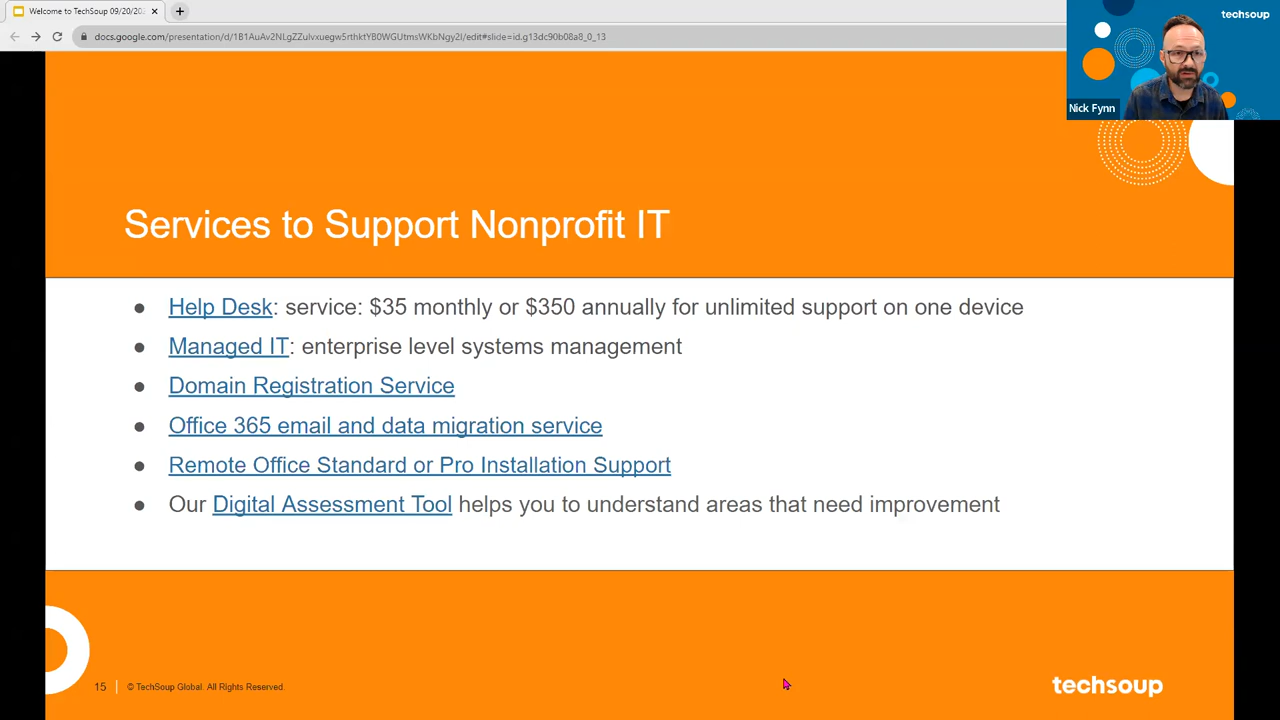 Welcome to TechSoup 09/20/202
docs.google.com/presentation/d/1B1AuAv2NLgZZulvxuegw5rthktYB0WGUtmsWKbNgy2I/edit#slide=id.g13dc90b08a8_0_13
techsoup
Nick Fynn
Services to Support Nonprofit IT
● Help Desk: service: $35 monthly or $350 annually for unlimited support on one device
● Managed IT: enterprise level systems management
● Domain Registration Service
● Office 365 email and data migration service
● Remote Office Standard or Pro Installation Support
● Our Digital Assessment Tool helps you to understand areas that need improvement
15 | © TechSoup Global. All Rights Reserved
techsoup